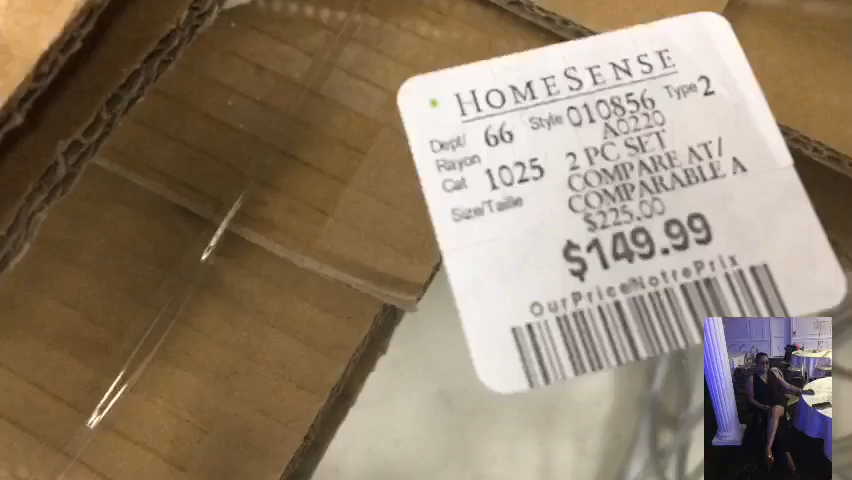 HOMESENSE
Dept/ Rayon 66 Style 010856 Type 2
A0220
Cat 1025 2 PC SET
COMPARE AT/
Size/Taille COMPARABLE A
$225.00
$149.99
OurPriceNotrePrix